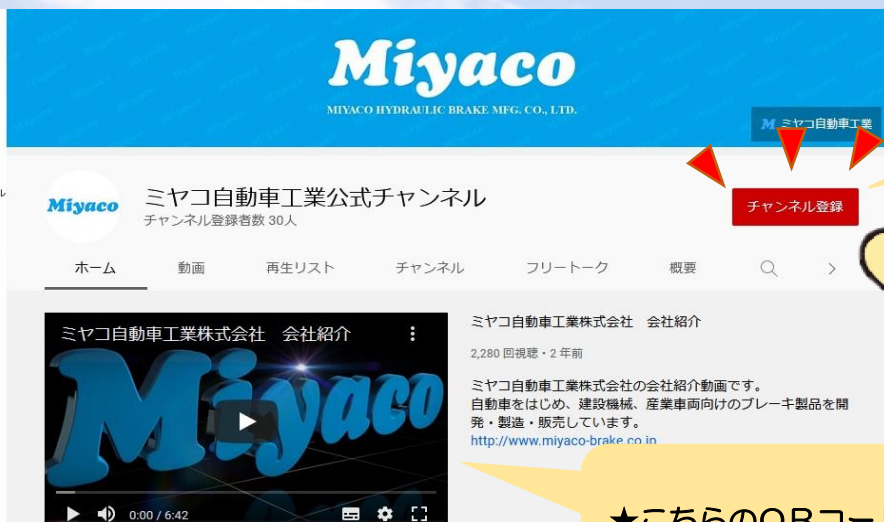 Miyaco
MIYACO HYDRAULIC BRAKE MFG. CO., LTD.
M ミヤコ自動車工業
ル
Miyaco
ミヤコ自動車工業公式チャンネル
チャンネル登録者数 30人
チャンネル登録
ホーム 動画 再生リスト チャンネル フリートーク 概要
ミヤコ自動車工業株式会社 会社紹介
Miyaco
0:00 / 6:42
ミヤコ自動車工業株式会社 会社紹介
2,280 回視聴・2 年前
ミヤコ自動車工業株式会社の会社紹介動画です。
自動車をはじめ、建設機械、産業車両向けのブレーキ製品を開
発・製造・販売しています。
http://www.miyaco-brake.co.jp
★こちらのQRコー